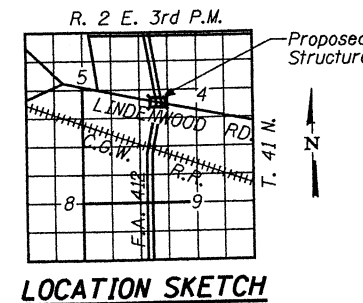 R. 2 E. 3rd P.M.
Proposed
Structure
5
4
LINDENWOOD RD.
C.G.W. R.R.
T. 41 N.
N
F.A. 412
8
9
LOCATION SKETCH